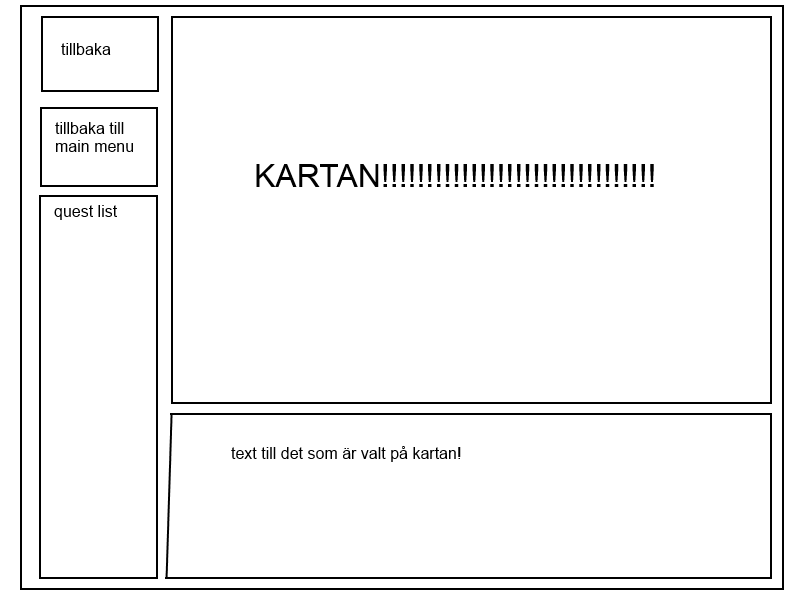 tillbaka
tillbaka till
main menu
quest list
KARTAN!!!!!!!!!!!!!!!!!!!!!!!!!!!!!!!
text till det som är valt på kartan!